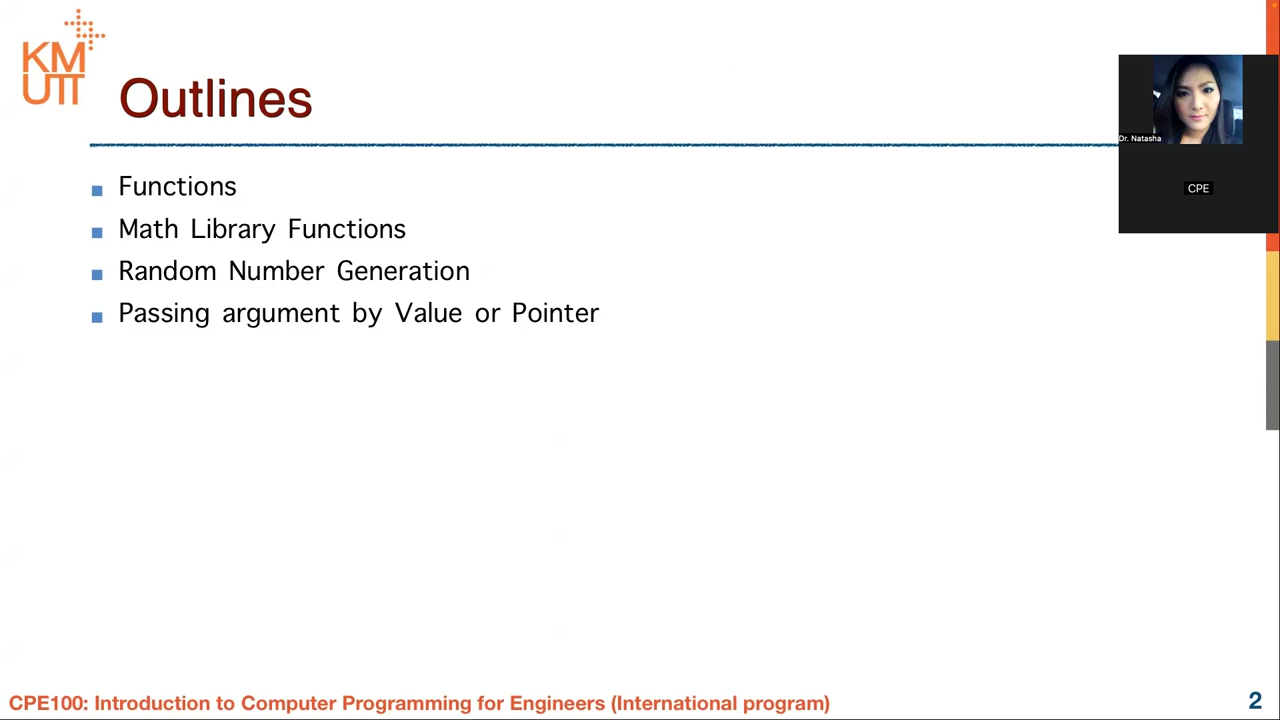 KM
UTT
Outlines
Dr. Natasha
CPE
Functions
Math Library Functions
Random Number Generation
Passing argument by Value or Pointer
CPE100: Introduction to Computer Programming for Engineers (International program)
2